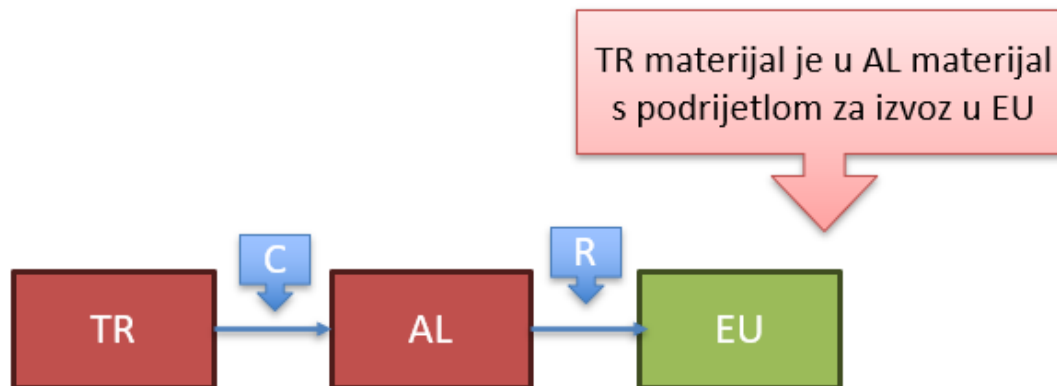 TR materijal je u AL materijal
s podrijetlom za izvoz u EU
C
R
TR
AL
EU